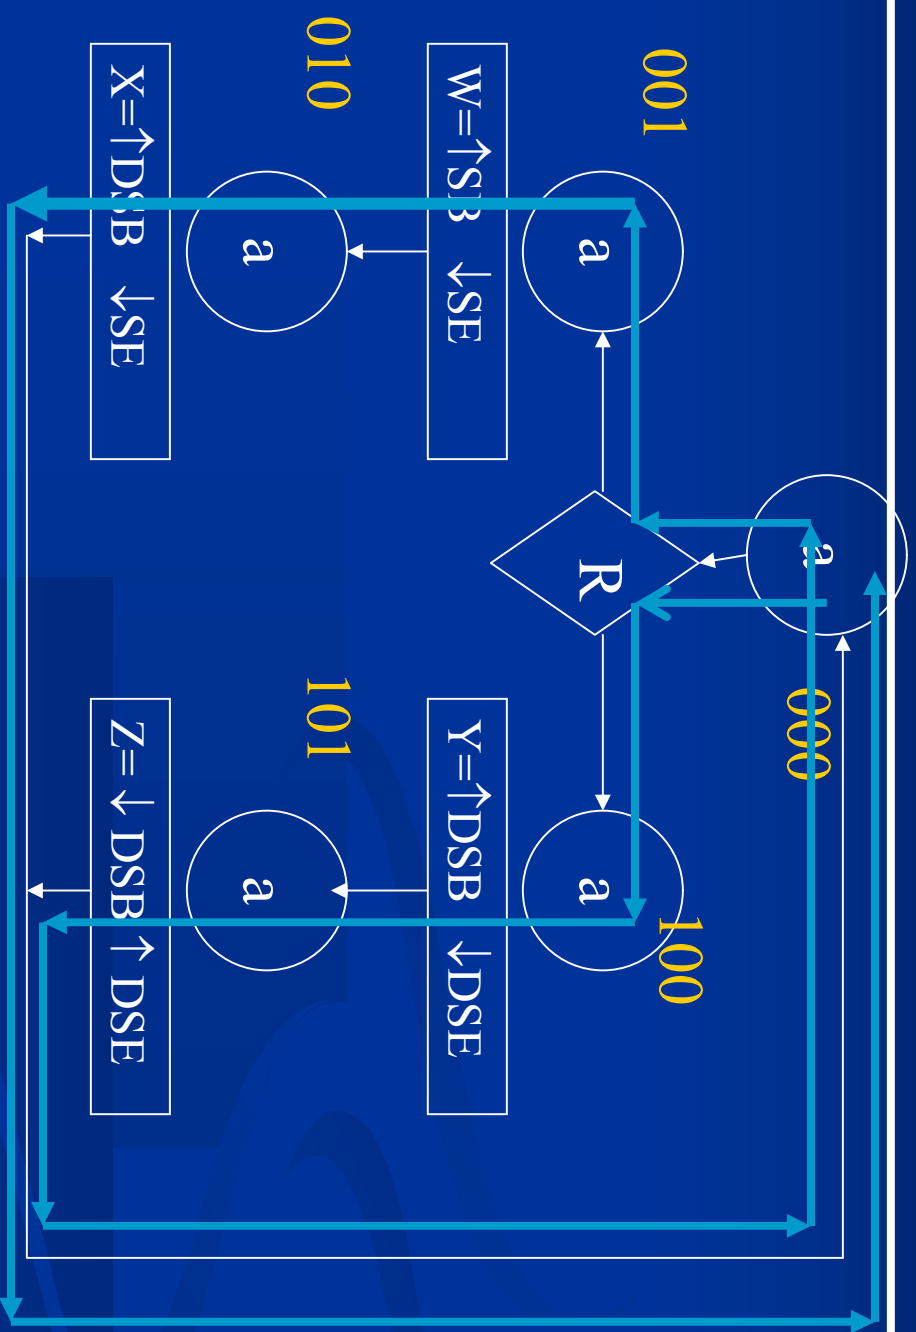 a 000
001 100
a R a
W=↑SB ↓SE Y=↑DSB ↓DSE
010 101
a a
X=↑DSB ↓SE Z= ↓ DSB ↑ DSE